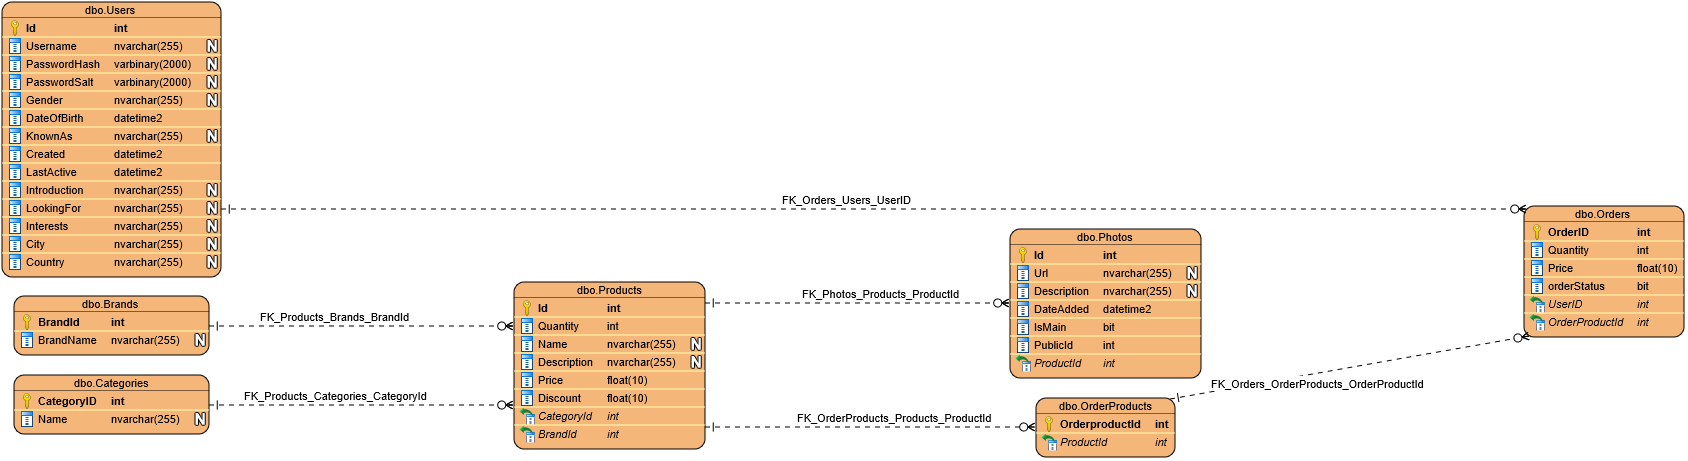 dbo.Users
Id int
Username nvarchar(255) N
PasswordHash varbinary(2000) N
PasswordSalt varbinary(2000) N
Gender nvarchar(255) N
DateOfBirth datetime2
KnownAs nvarchar(255) N
Created datetime2
LastActive datetime2
Introduction nvarchar(255) N
LookingFor nvarchar(255) N
Interests nvarchar(255) N
City nvarchar(255) N
Country nvarchar(255) N
FK_Orders_Users_UserID
dbo.Orders
OrderID int
Quantity int
Price float(10)
orderStatus bit
UserID int
OrderProductId int
dbo.Brands
BrandId int
BrandName nvarchar(255) N
FK_Products_Brands_BrandId
dbo.Categories
CategoryID int
Name nvarchar(255) N
FK_Products_Categories_CategoryId
dbo.Products
Id int
Quantity int
Name nvarchar(255) N
Description nvarchar(255) N
Price float(10)
Discount float(10)
CategoryId int
BrandId int
FK_Photos_Products_ProductId
dbo.Photos
Id int
Url nvarchar(255) N
Description nvarchar(255) N
DateAdded datetime2
IsMain bit
PublicId int
ProductId int
FK_OrderProducts_Products_ProductId
dbo.OrderProducts
OrderproductId int
ProductId int
FK_Orders_OrderProducts_OrderProductId